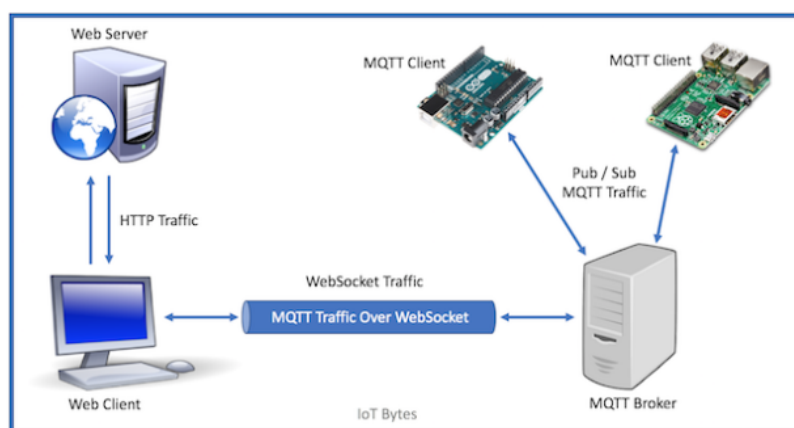 Web Server
MQTT Client
MQTT Client
Pub / Sub
MQTT Traffic
HTTP Traffic
WebSocket Traffic
MQTT Traffic Over WebSocket
Web Client
IoT Bytes
MQTT Broker